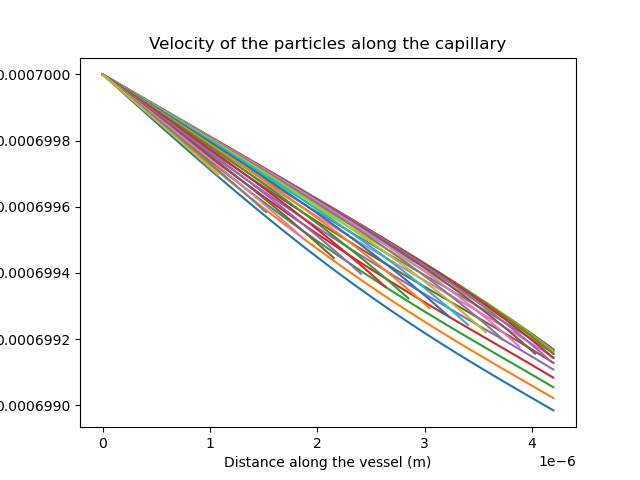 Velocity of the particles along the capillary
0.0007000
0.0006998
0.0006996
0.0006994
0.0006992
0.0006990
0 1 2 3 4
1e−6
Distance along the vessel (m)